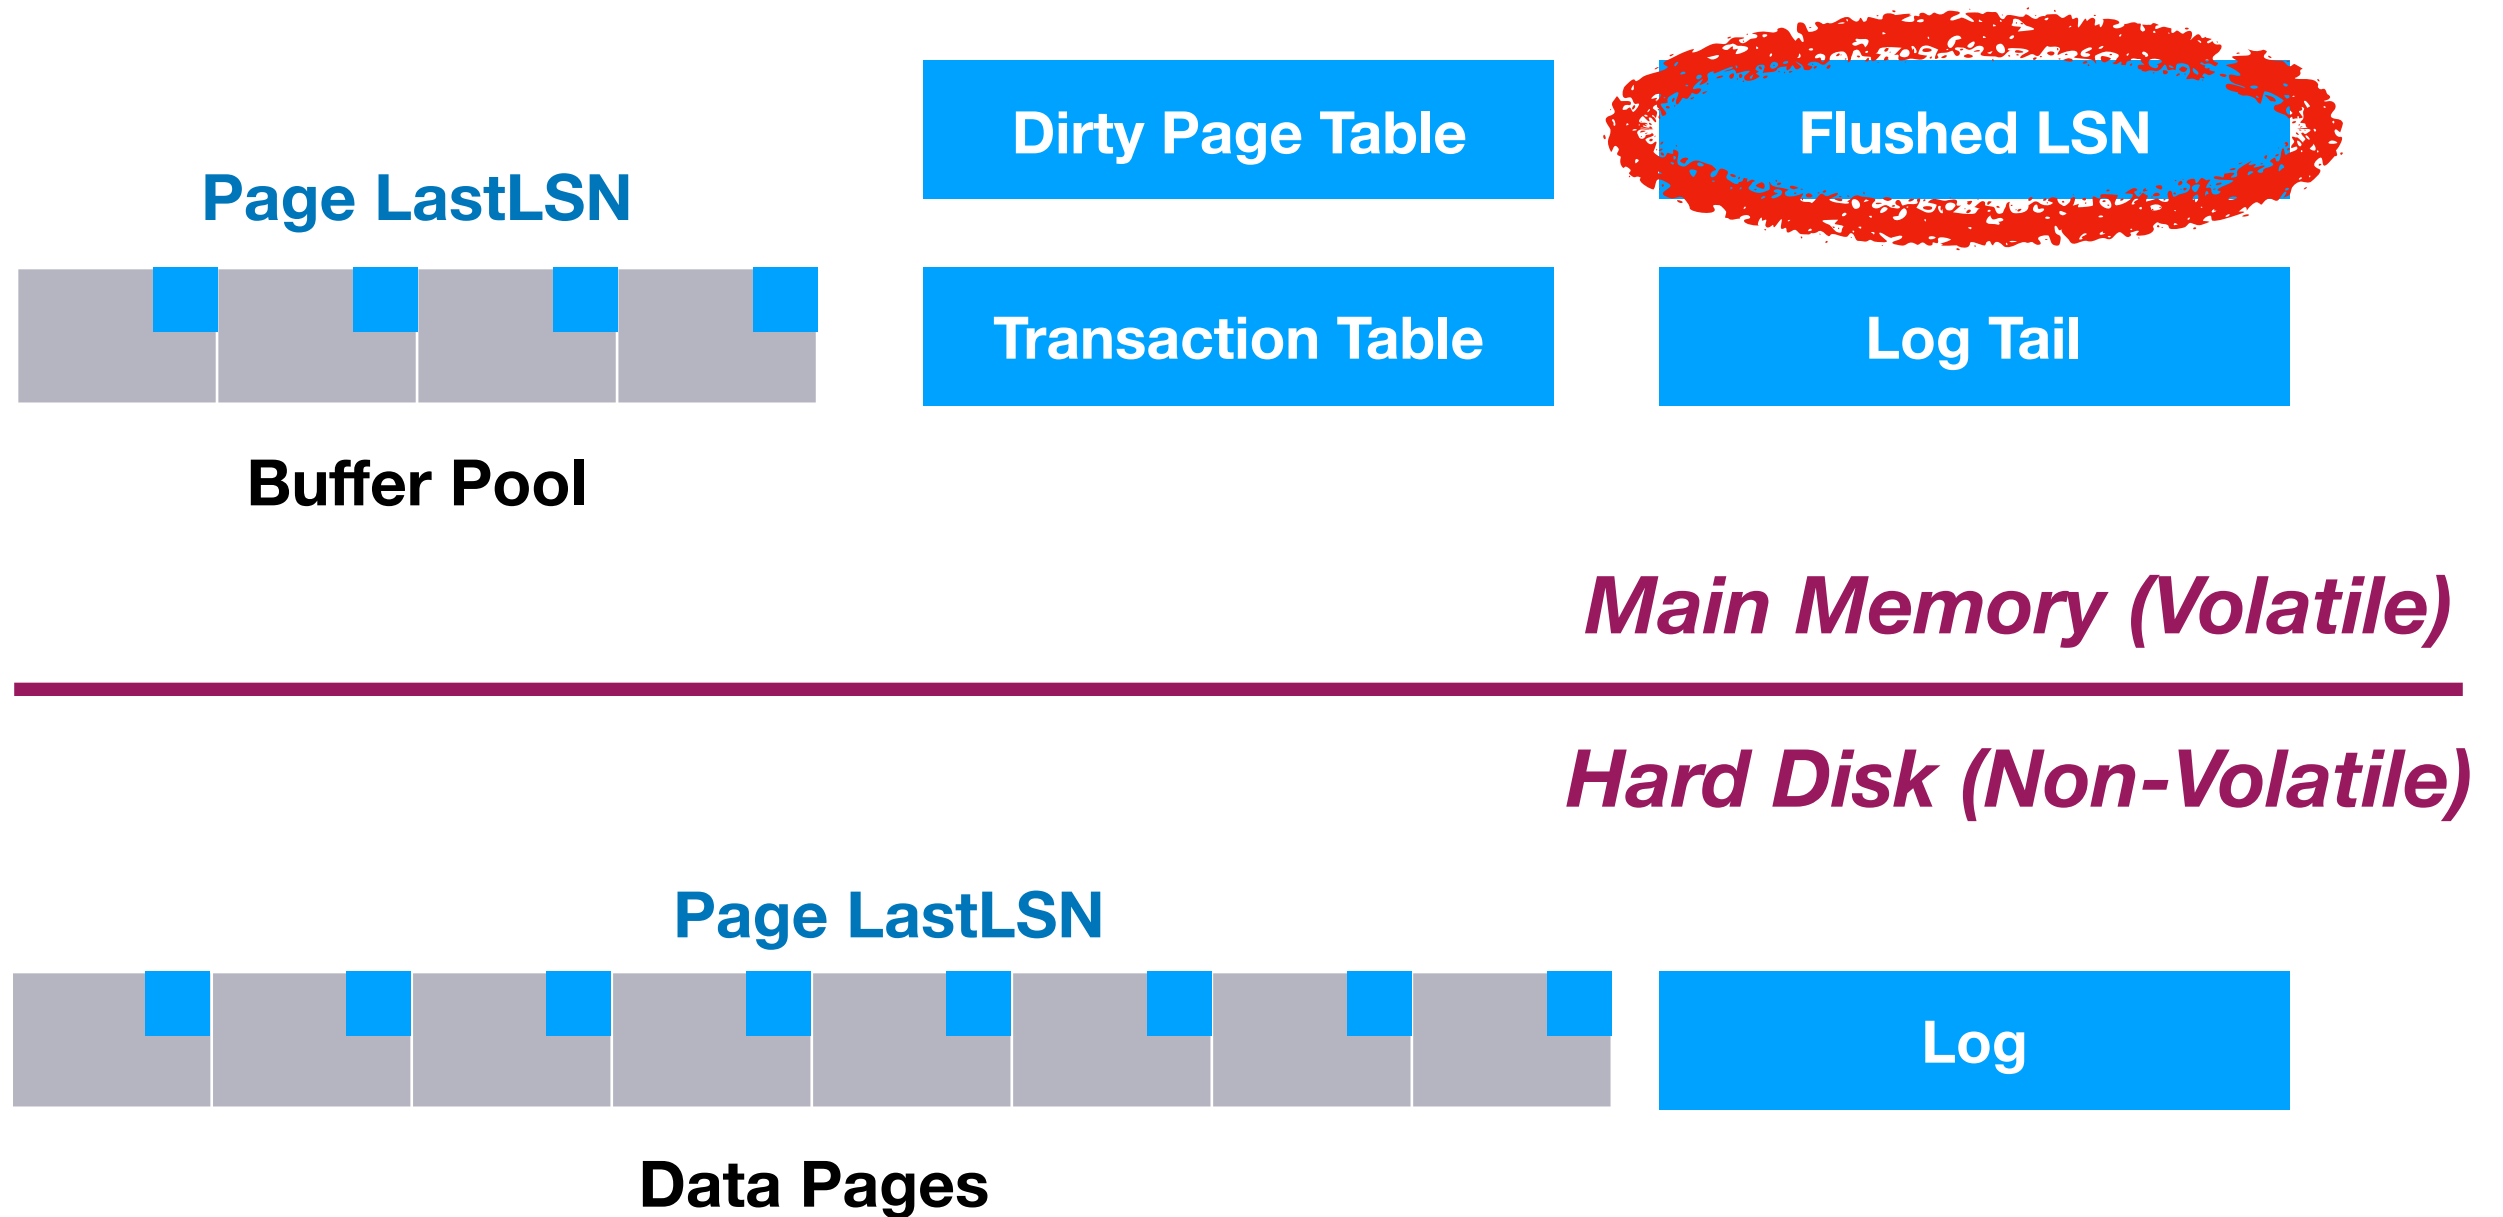 Dirty Page Table
Flushed LSN
Page LastLSN
Transaction Table
Log Tail
Buffer Pool
Main Memory (Volatile)
Hard Disk (Non-Volatile)
Page LastLSN
Log
Data Pages